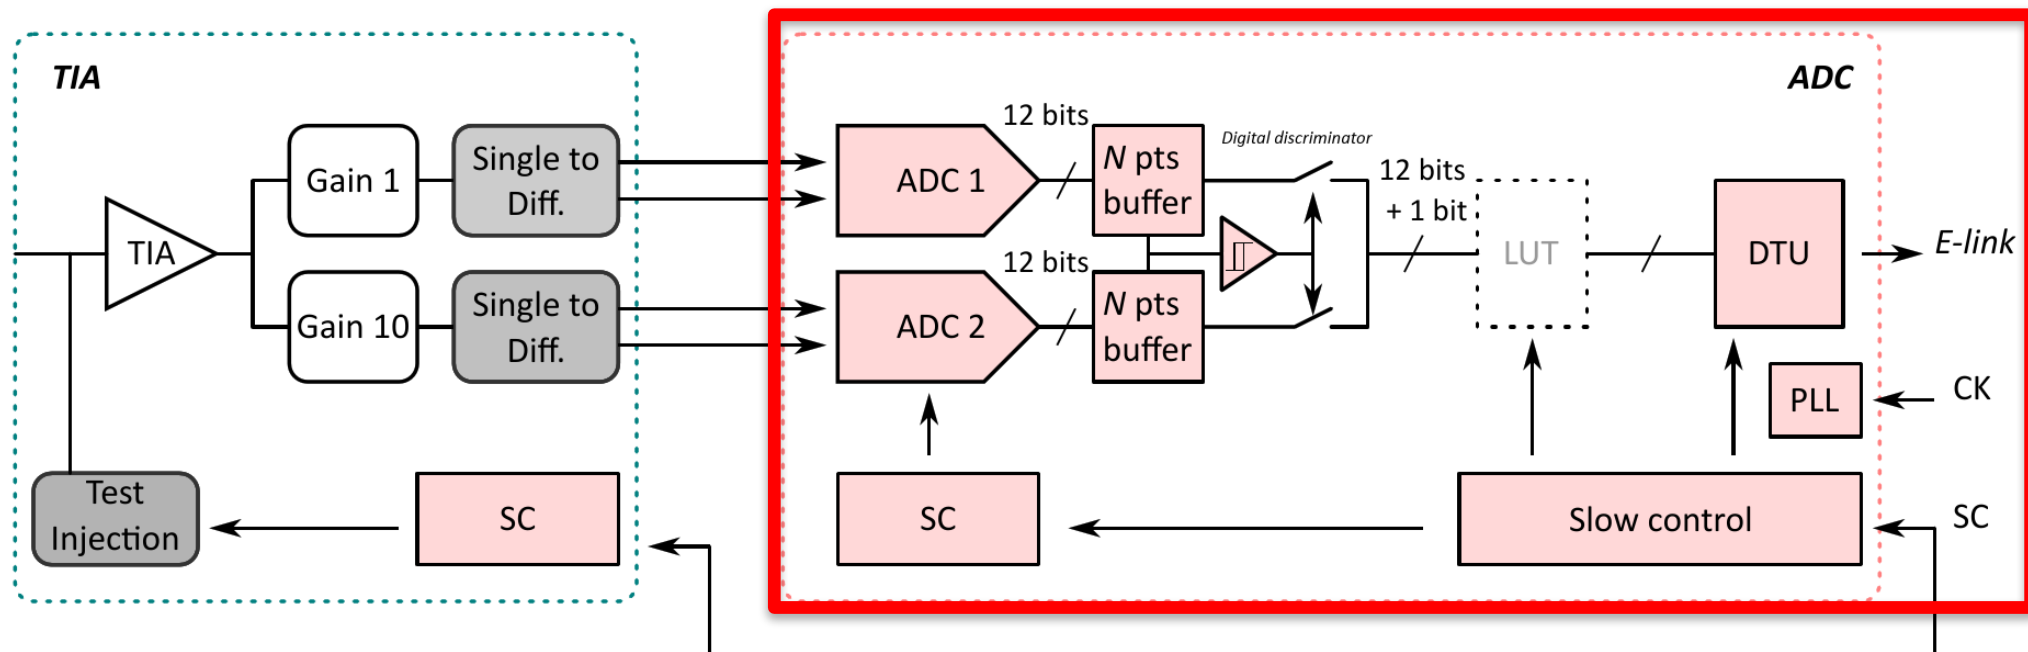 TIA
ADC
12 bits
Digital discriminator
Gain 1
Single to
Diff.
ADC 1
N pts
buffer
12 bits
+ 1 bit
TIA
12 bits
LUT
DTU
E-link
Gain 10
Single to
Diff.
ADC 2
N pts
buffer
PLL
CK
Test
Injection
SC
SC
Slow control
SC